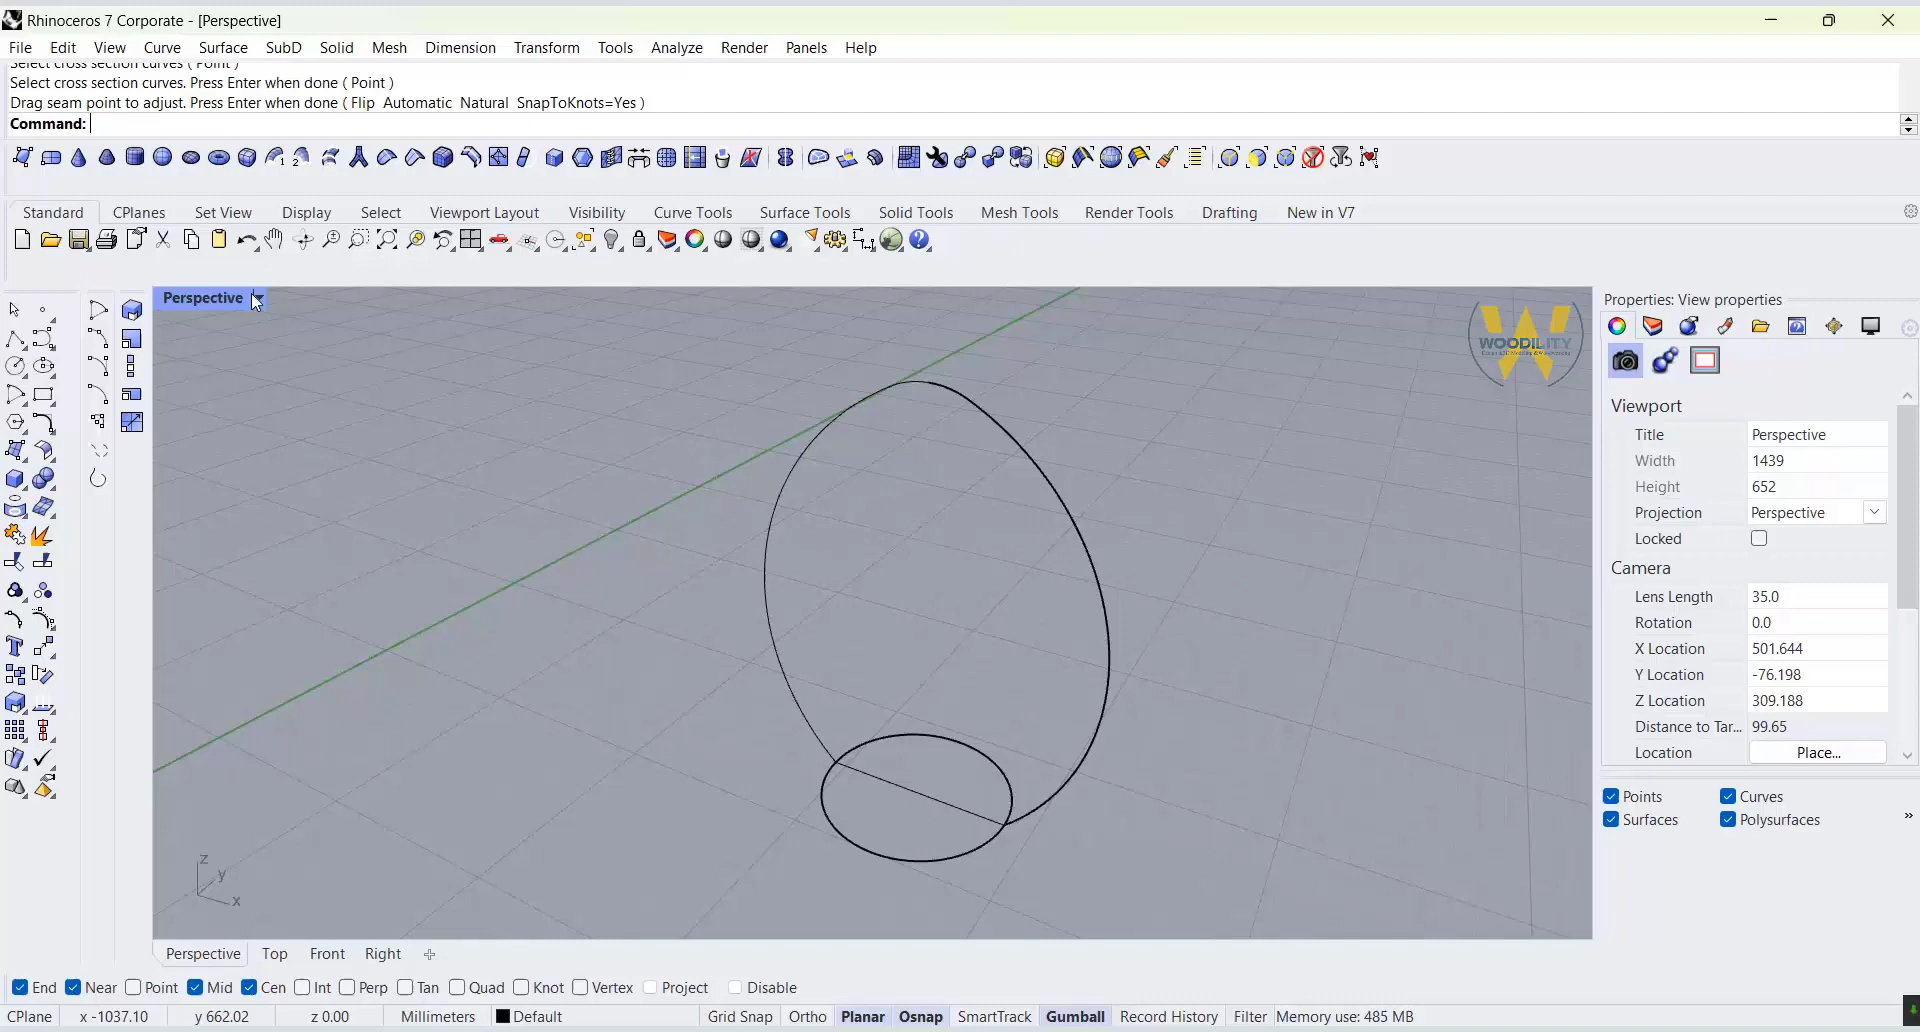 Rhinoceros 7 Corporate - [Perspective]
File Edit View Curve Surface SubD Solid Mesh Dimension Transform Tools Analyze Render Panels Help
Select cross section curves ( Point )
Select cross section curves. Press Enter when done ( Point )
Drag seam point to adjust. Press Enter when done ( Flip Automatic Natural SnapToKnots=Yes )
Command:
Standard CPlanes Set View Display Select Viewport Layout Visibility Curve Tools Surface Tools Solid Tools Mesh Tools Render Tools Drafting New in V7
Perspective
WOODILITY
z
y
x
Properties: View properties
Viewport
Title Perspective
Width 1439
Height 652
Projection Perspective
Locked
Camera
Lens Length 35.0
Rotation 0.0
X Location 501.644
Y Location -76.198
Z Location 309.188
Distance to Tar... 99.65
Location Place...
Points Curves
Surfaces Polysurfaces
»
Perspective Top Front Right
End Near Point Mid Cen Int Perp Tan Quad Knot Vertex Project Disable
CPlane x -1037.10 y 662.02 z 0.00 Millimeters Default Grid Snap Ortho Planar Osnap SmartTrack Gumball Record History Filter Memory use: 485 MB